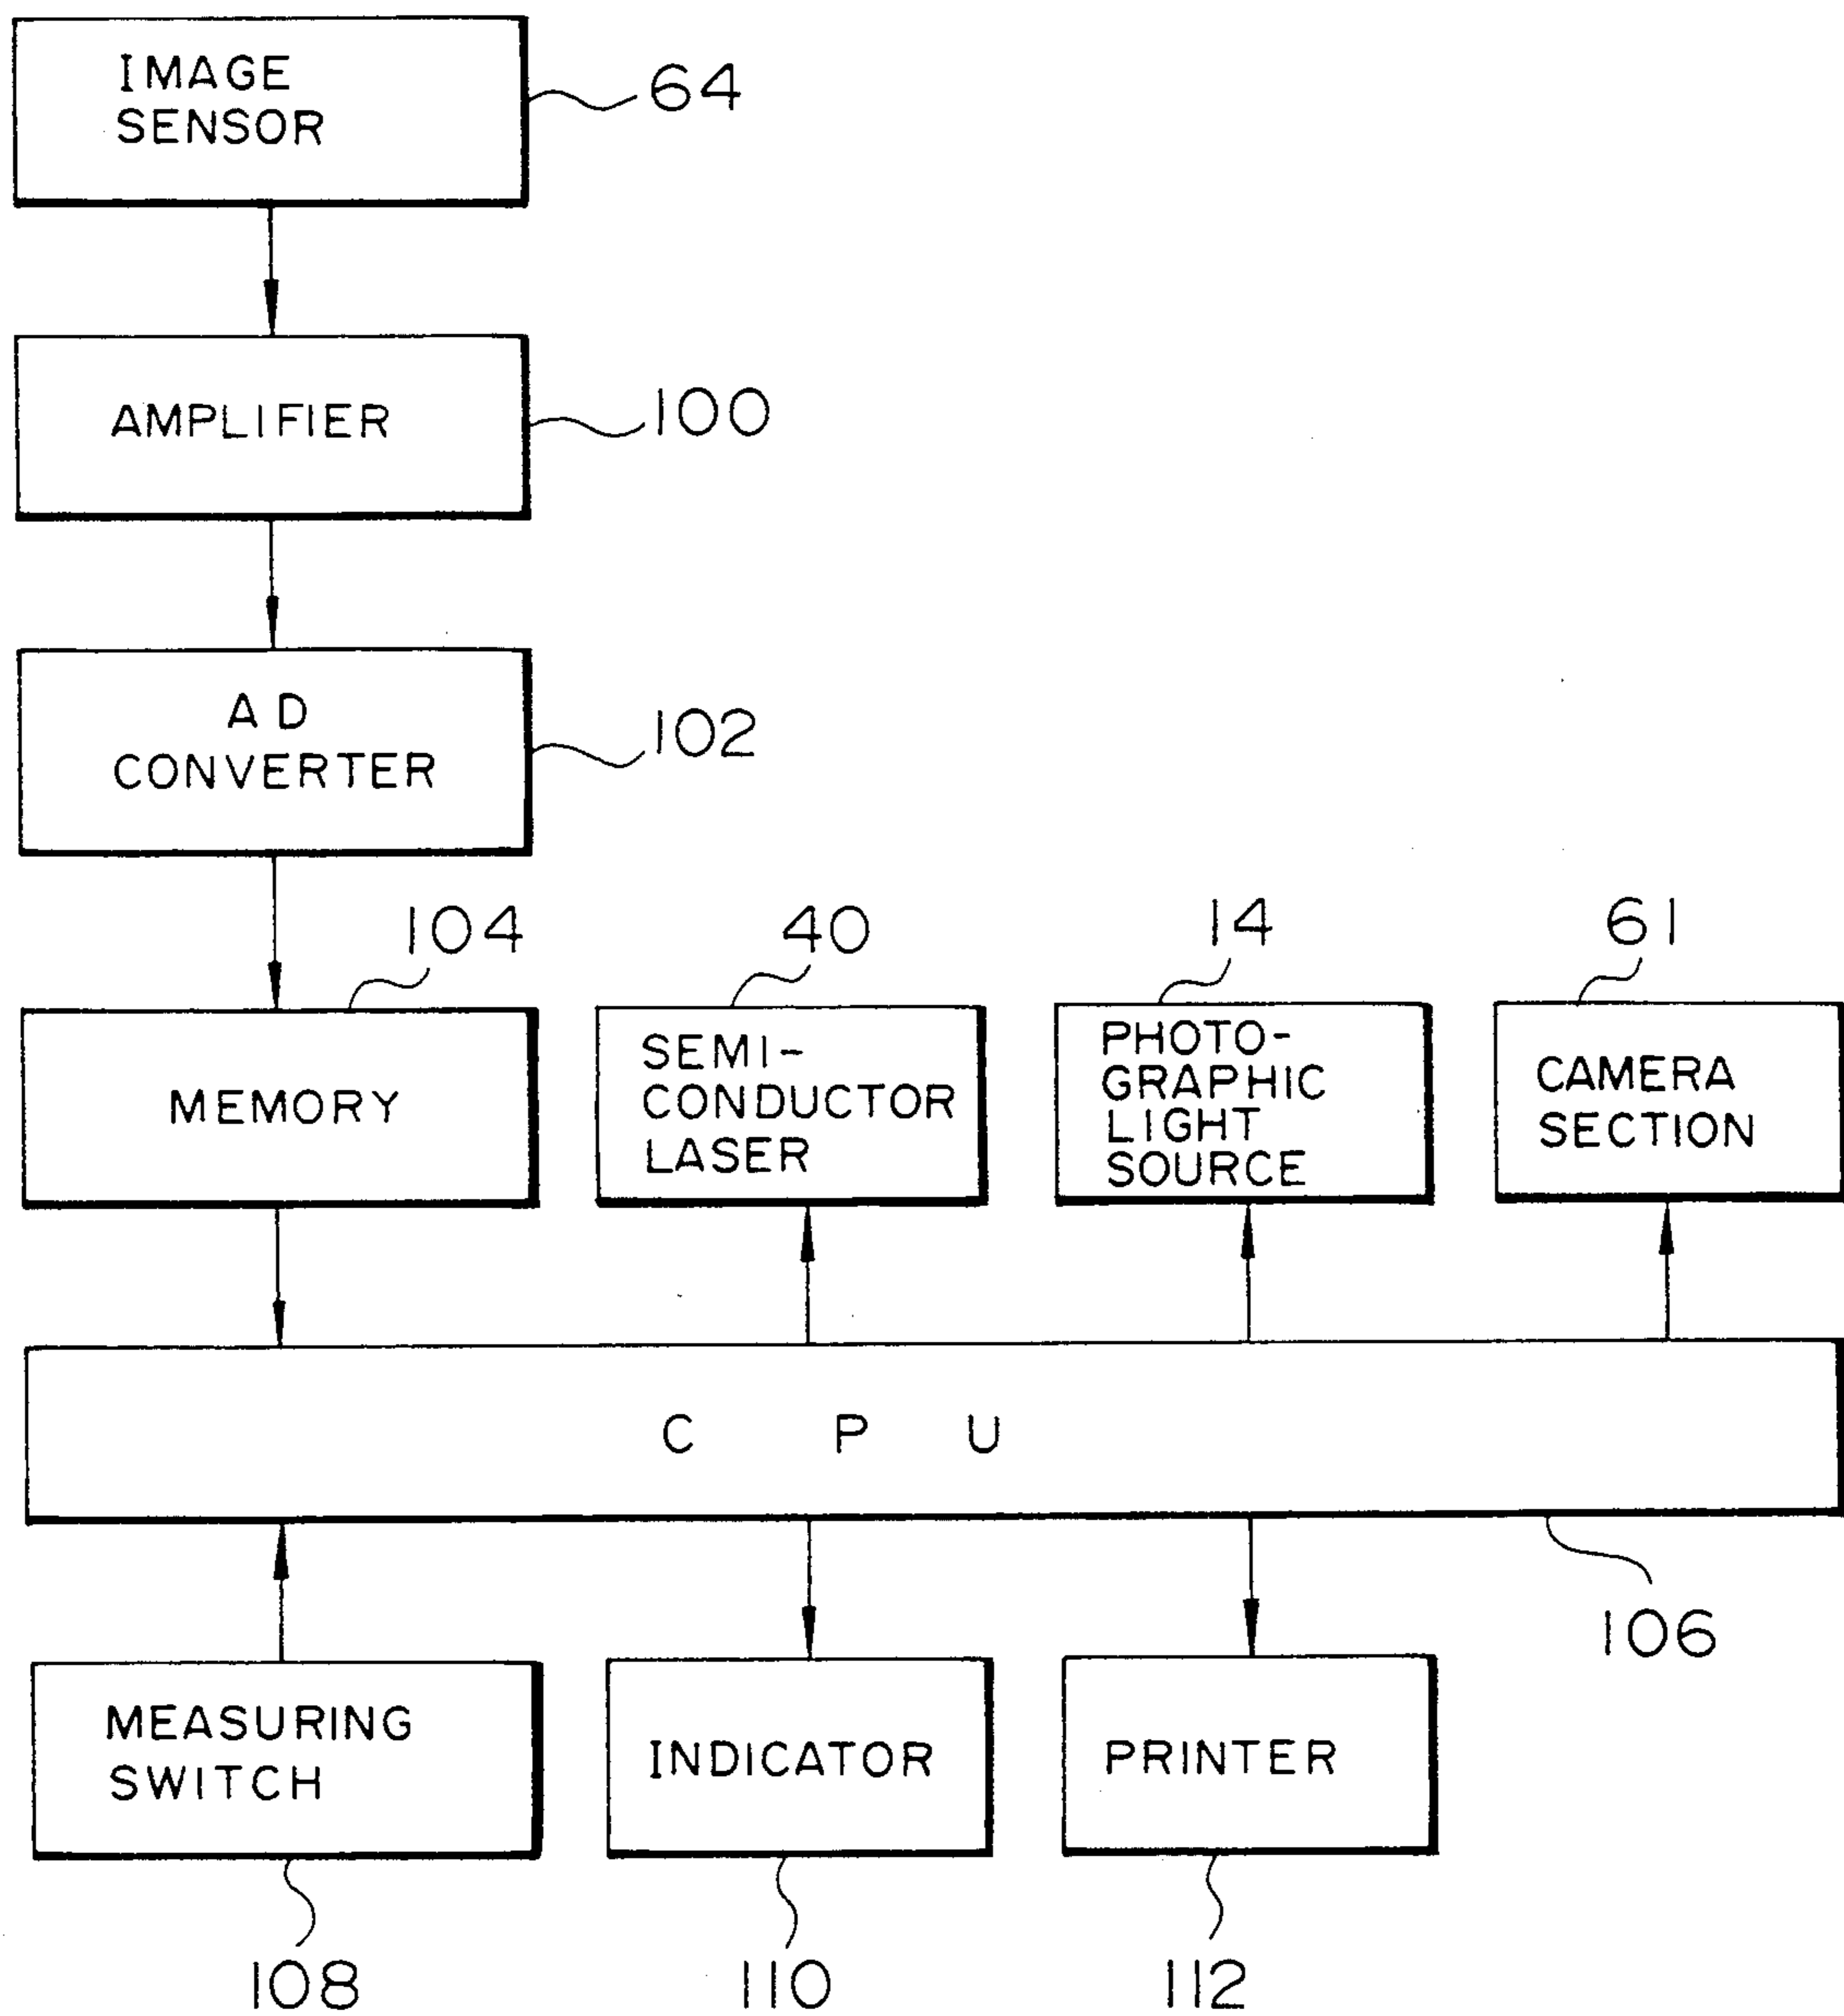 IMAGE
SENSOR
64
AMPLIFIER
100
AD
CONVERTER
102
104
40
14
61
MEMORY
SEMI-
CONDUCTOR
LASER
PHOTO-
GRAPHIC
LIGHT
SOURCE
CAMERA
SECTION
C P U
106
MEASURING
SWITCH
INDICATOR
PRINTER
108
110
112